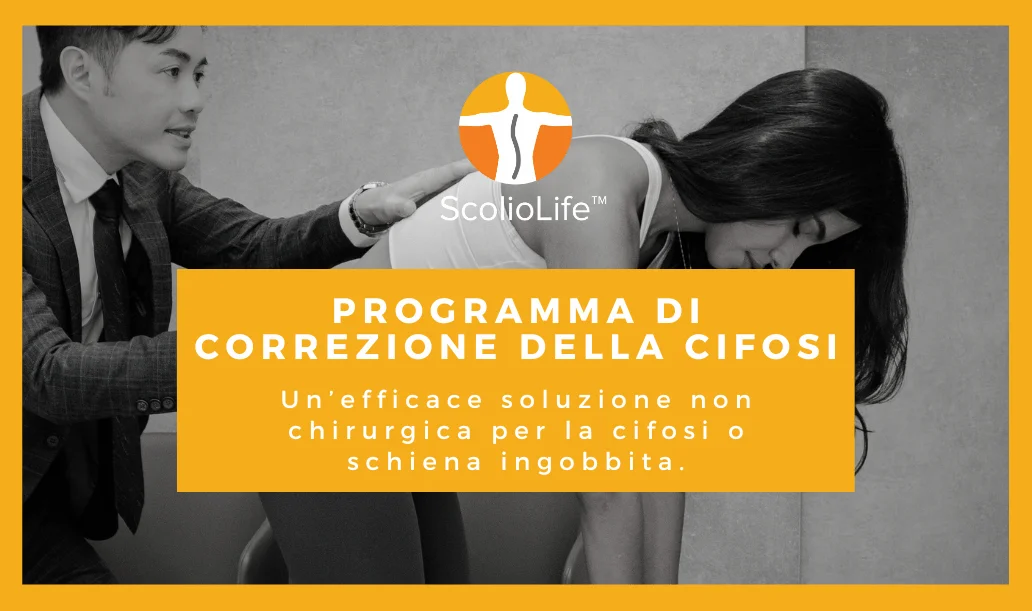 ScolioLife™
PROGRAMMA DI
CORREZIONE DELLA CIFOSI
Un'efficace soluzione non
chirurgica per la cifosi o
schiena ingobbita.